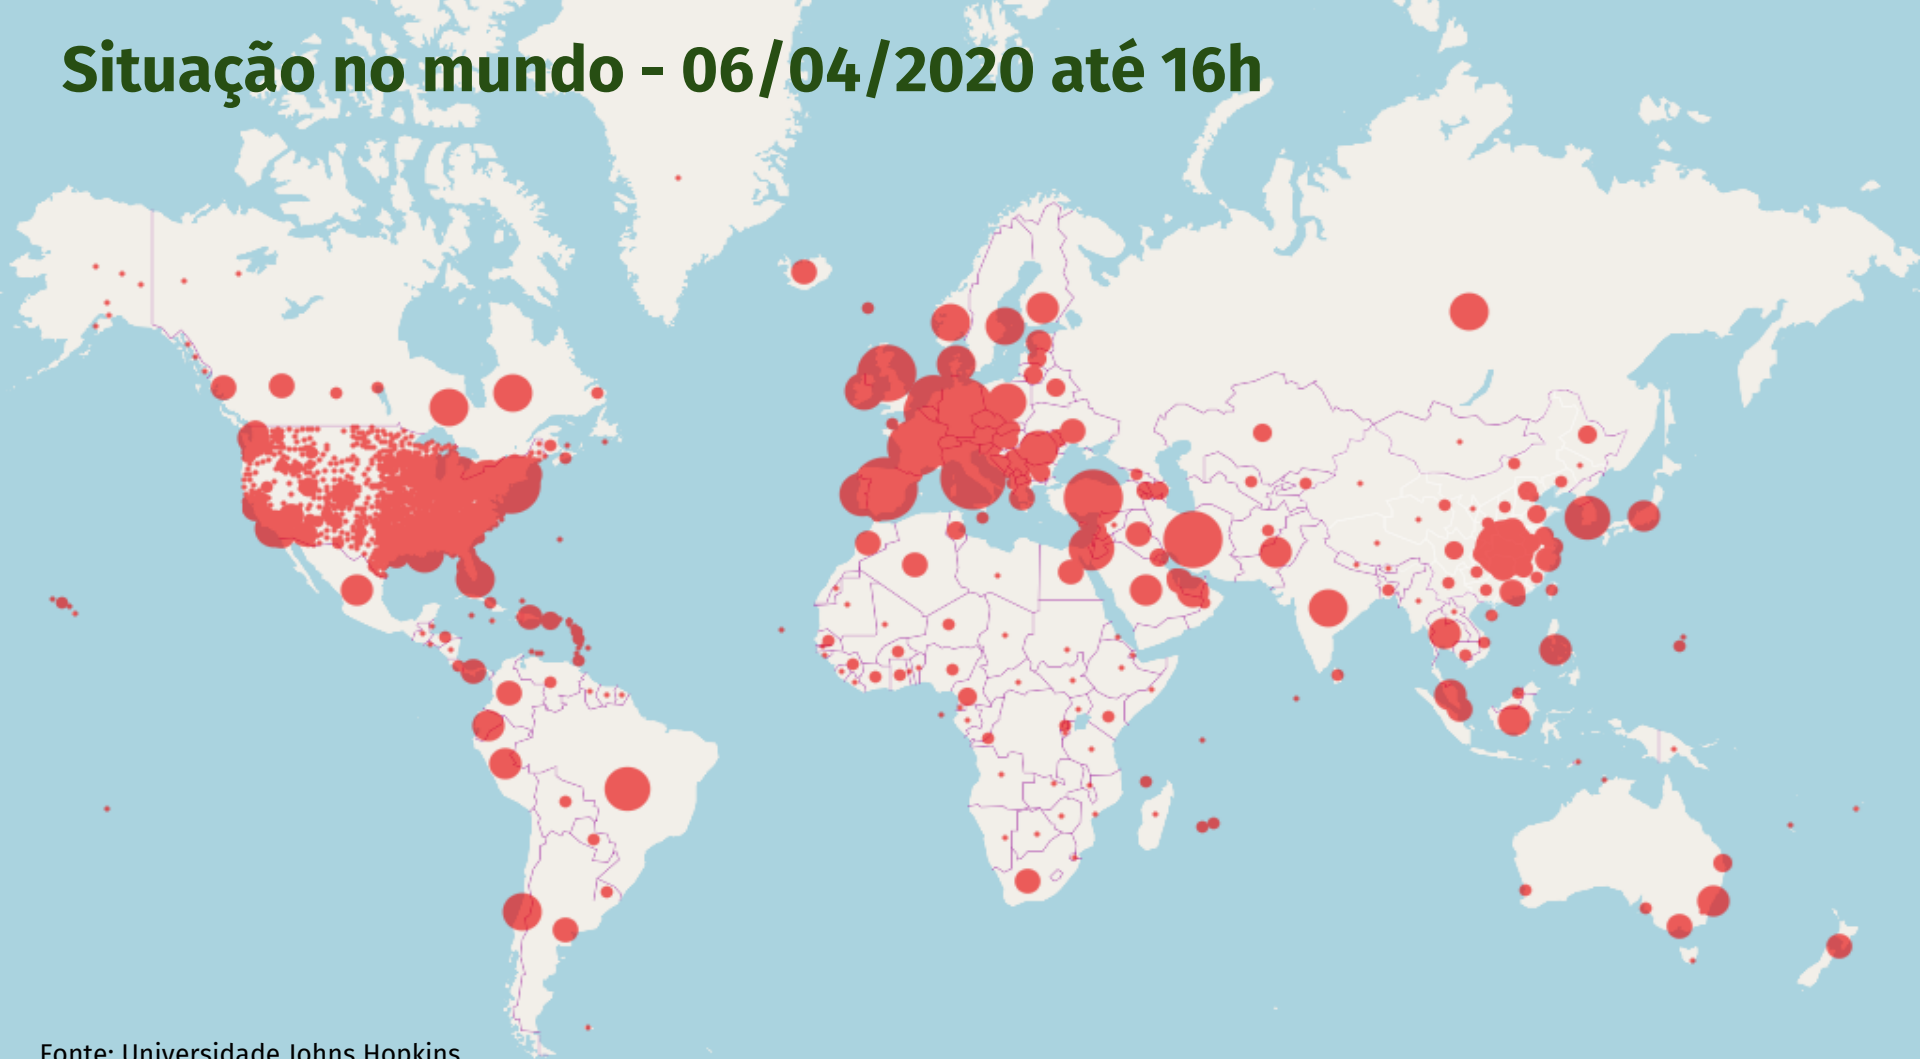 Situação no mundo - 06/04/2020 até 16h
Fonte: Universidade Johns Hopkins